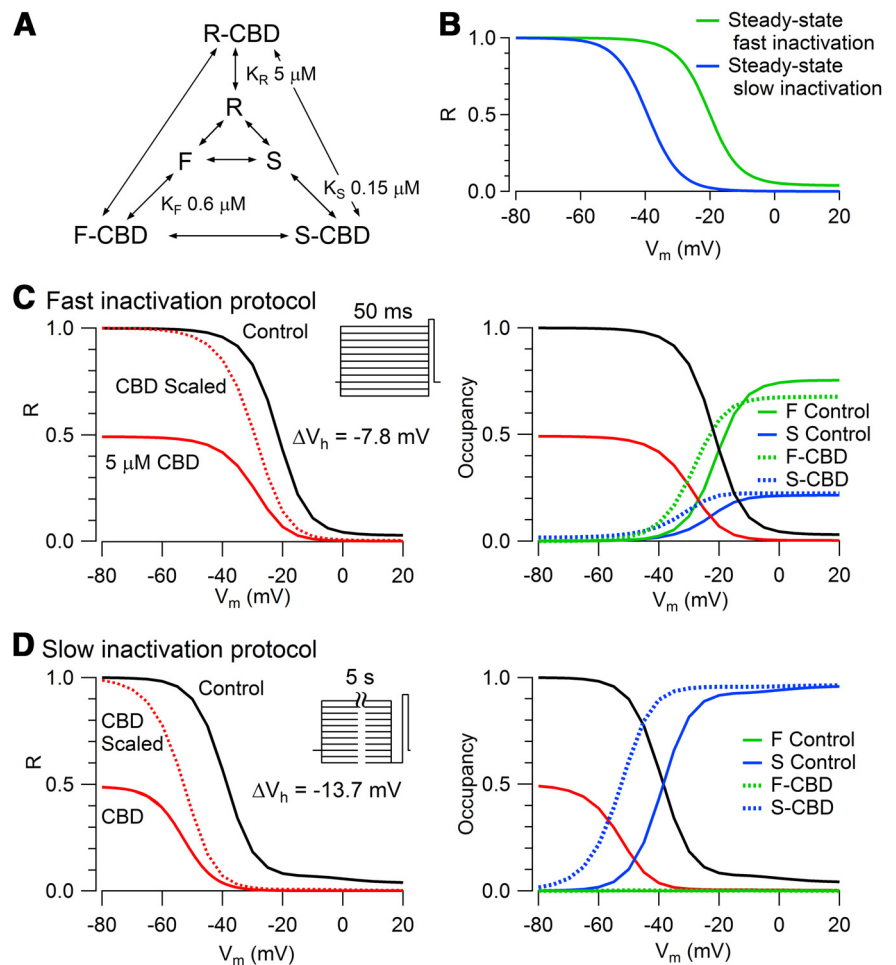 A
R-CBD
K_R 5 μM
R
F
S
K_F 0.6 μM
K_S 0.15 μM
F-CBD
S-CBD
B
Steady-state
fast inactivation
Steady-state
slow inactivation
R
1.0
0.5
0.0
-80 -60 -40 -20 0 20
V_m (mV)
C Fast inactivation protocol
R
1.0
0.5
0.0
Control
CBD Scaled
5 μM CBD
50 ms
ΔV_h = -7.8 mV
-80 -60 -40 -20 0 20
V_m (mV)
Occupancy
1.0
0.5
0.0
F Control
S Control
F-CBD
S-CBD
-80 -60 -40 -20 0 20
V_m (mV)
D Slow inactivation protocol
R
1.0
0.5
0.0
Control
CBD
Scaled
CBD
5 s
ΔV_h = -13.7 mV
-80 -60 -40 -20 0 20
V_m (mV)
Occupancy
1.0
0.5
0.0
F Control
S Control
F-CBD
S-CBD
-80 -60 -40 -20 0 20
V_m (mV)